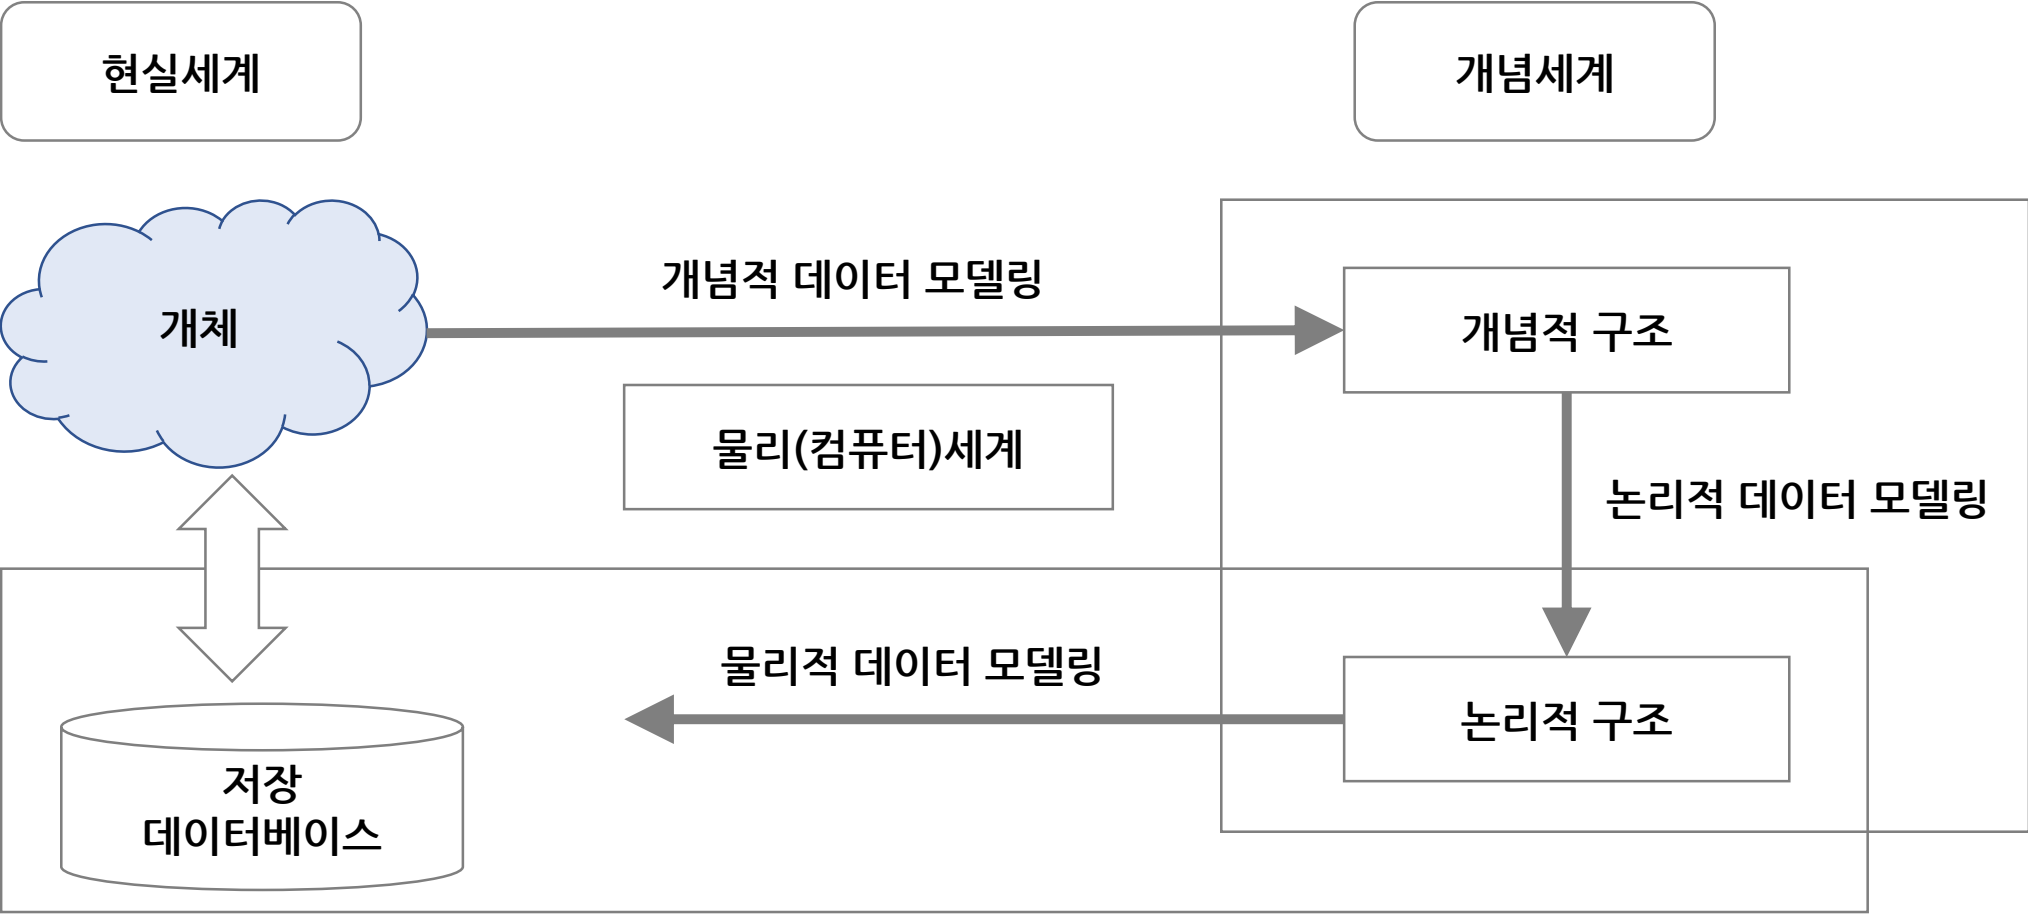 현실세계
개념세계
개념적 데이터 모델링
개체
개념적 구조
물리(컴퓨터)세계
논리적 데이터 모델링
물리적 데이터 모델링
논리적 구조
저장
데이터베이스